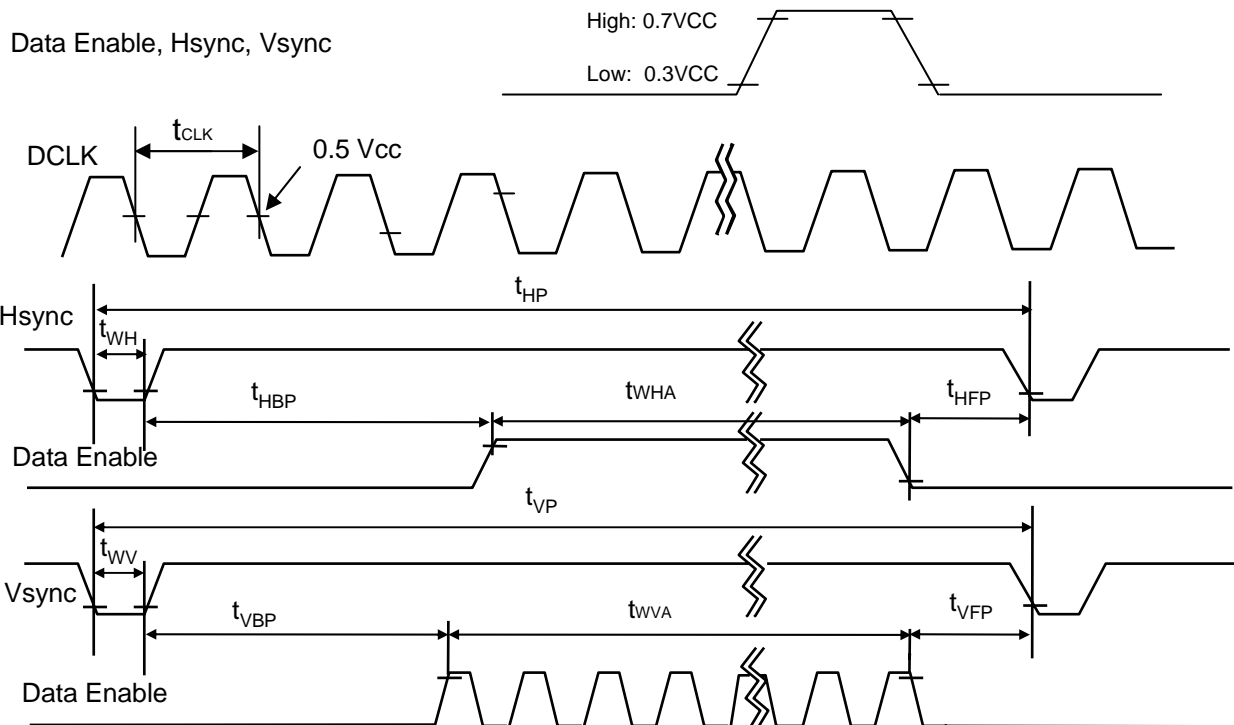 High: 0.7VCC
Data Enable, Hsync, Vsync
Low: 0.3VCC
tCLK
DCLK
0.5 Vcc
tHP
Hsync
tWH
tHBP
tWHA
tHFP
Data Enable
tVP
tWV
Vsync
tVBP
tWVA
tVFP
Data Enable